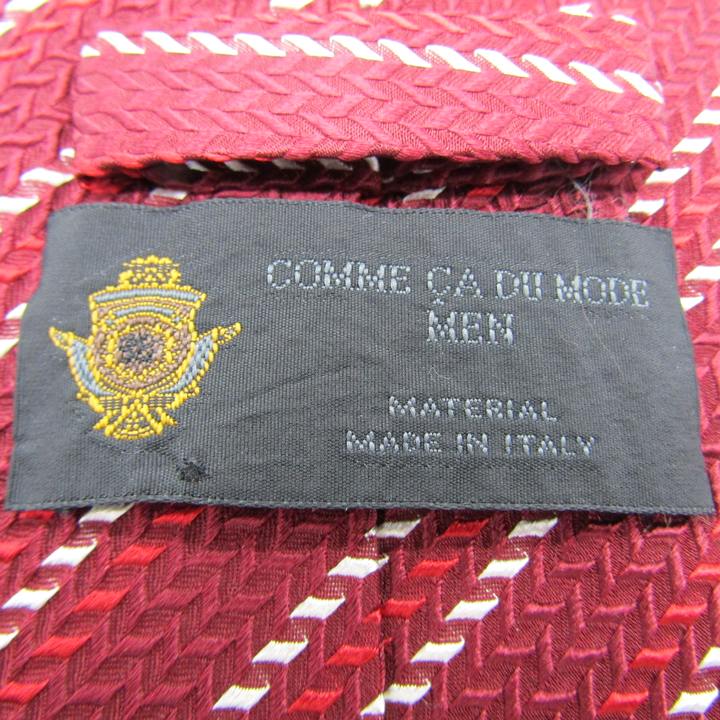 COMME ÇA DU MODE
MEN
MATERIAL
MADE IN ITALY